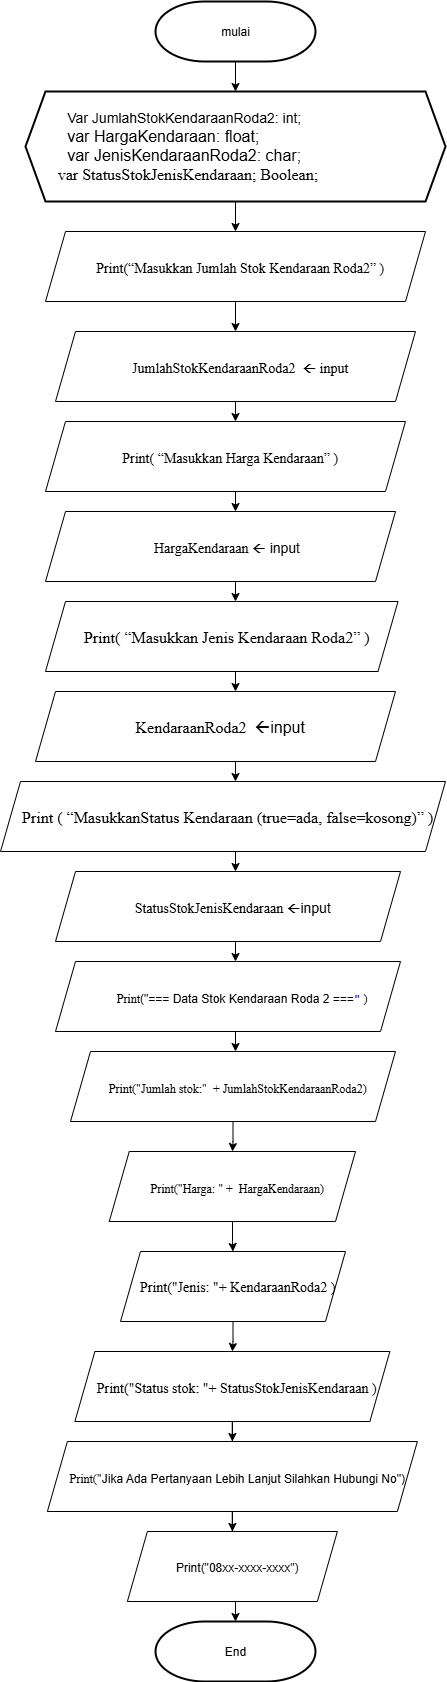 mulai
Var JumlahStokKendaraanRoda2: int;
var HargaKendaraan: float;
var JenisKendaraanRoda2: char;
var StatusStokJenisKendaraan; Boolean;
Print(“Masukkan Jumlah Stok Kendaraan Roda2” )
JumlahStokKendaraanRoda2 ← input
Print( “Masukkan Harga Kendaraan” )
HargaKendaraan ← input
Print( “Masukkan Jenis Kendaraan Roda2” )
KendaraanRoda2 ←input
Print ( “MasukkanStatus Kendaraan (true=ada, false=kosong)” )
StatusStokJenisKendaraan ←input
Print("=== Data Stok Kendaraan Roda 2 ===" )
Print("Jumlah stok:" + JumlahStokKendaraanRoda2)
Print("Harga: " + HargaKendaraan)
Print("Jenis: "+ KendaraanRoda2 )
Print("Status stok: "+ StatusStokJenisKendaraan )
Print("Jika Ada Pertanyaan Lebih Lanjut Silahkan Hubungi No")
Print("08xx-xxxx-xxxx")
End